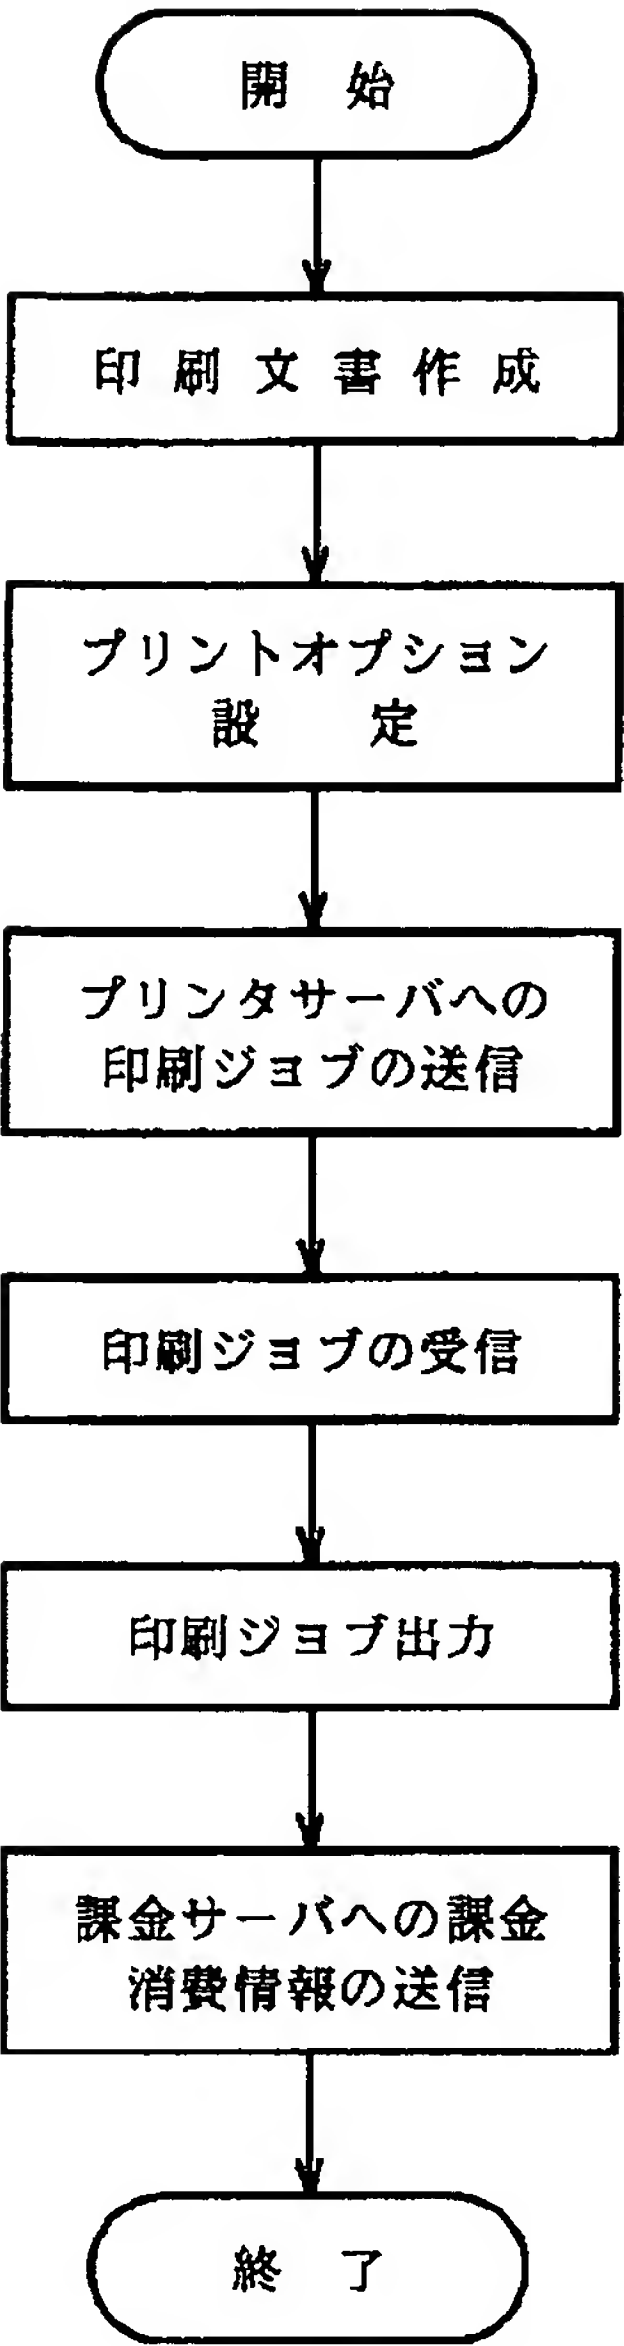 開 始
印刷文書作成
プリントオプション
設 定
プリンタサーバへの
印刷ジョブの送信
印刷ジョブの受信
印刷ジョブ出力
課金サーバへの課金
消費情報の送信
終 了